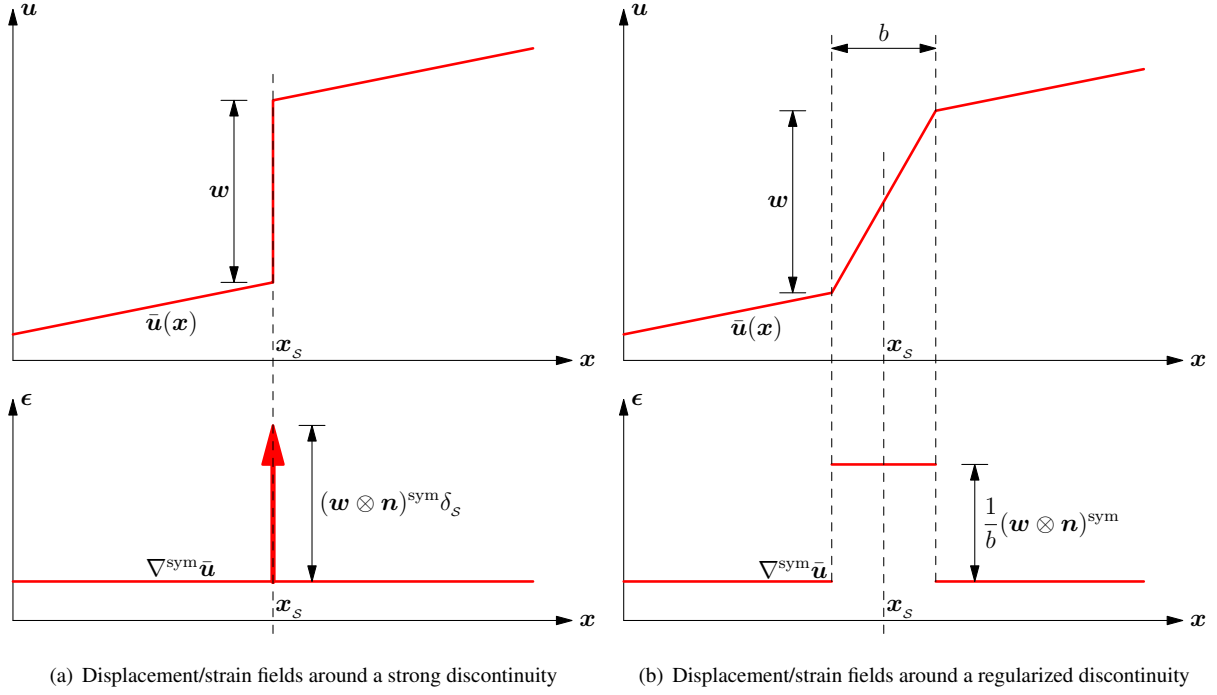 u
w
ū(x)
x_𝒮
x
ϵ
(w ⊗ n)^sym δ_𝒮
∇^sym ū
x_𝒮
x
(a) Displacement/strain fields around a strong discontinuity
u
b
w
ū(x)
x_𝒮
x
ϵ
1/b (w ⊗ n)^sym
∇^sym ū
x_𝒮
x
(b) Displacement/strain fields around a regularized discontinuity